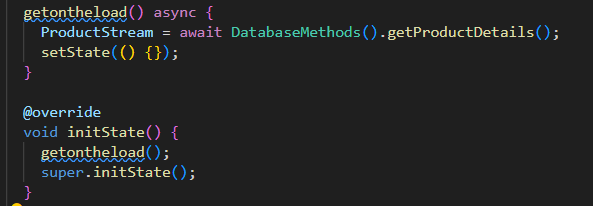 getontheload() async {
ProductStream = await DatabaseMethods().getProductDetails();
setState(() {});
}
@override
void initState() {
getontheload();
super.initState();
}